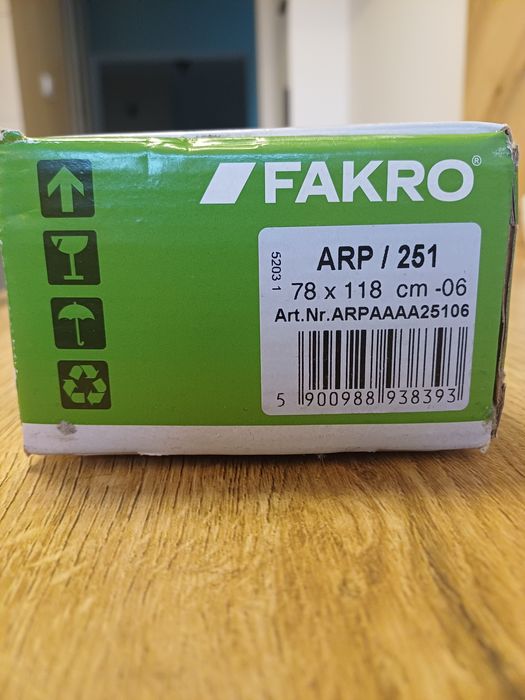 FAKRO®
5203 1
ARP / 251
78 x 118 cm -06
Art.Nr.ARPAAAA25106
5 900988 938393